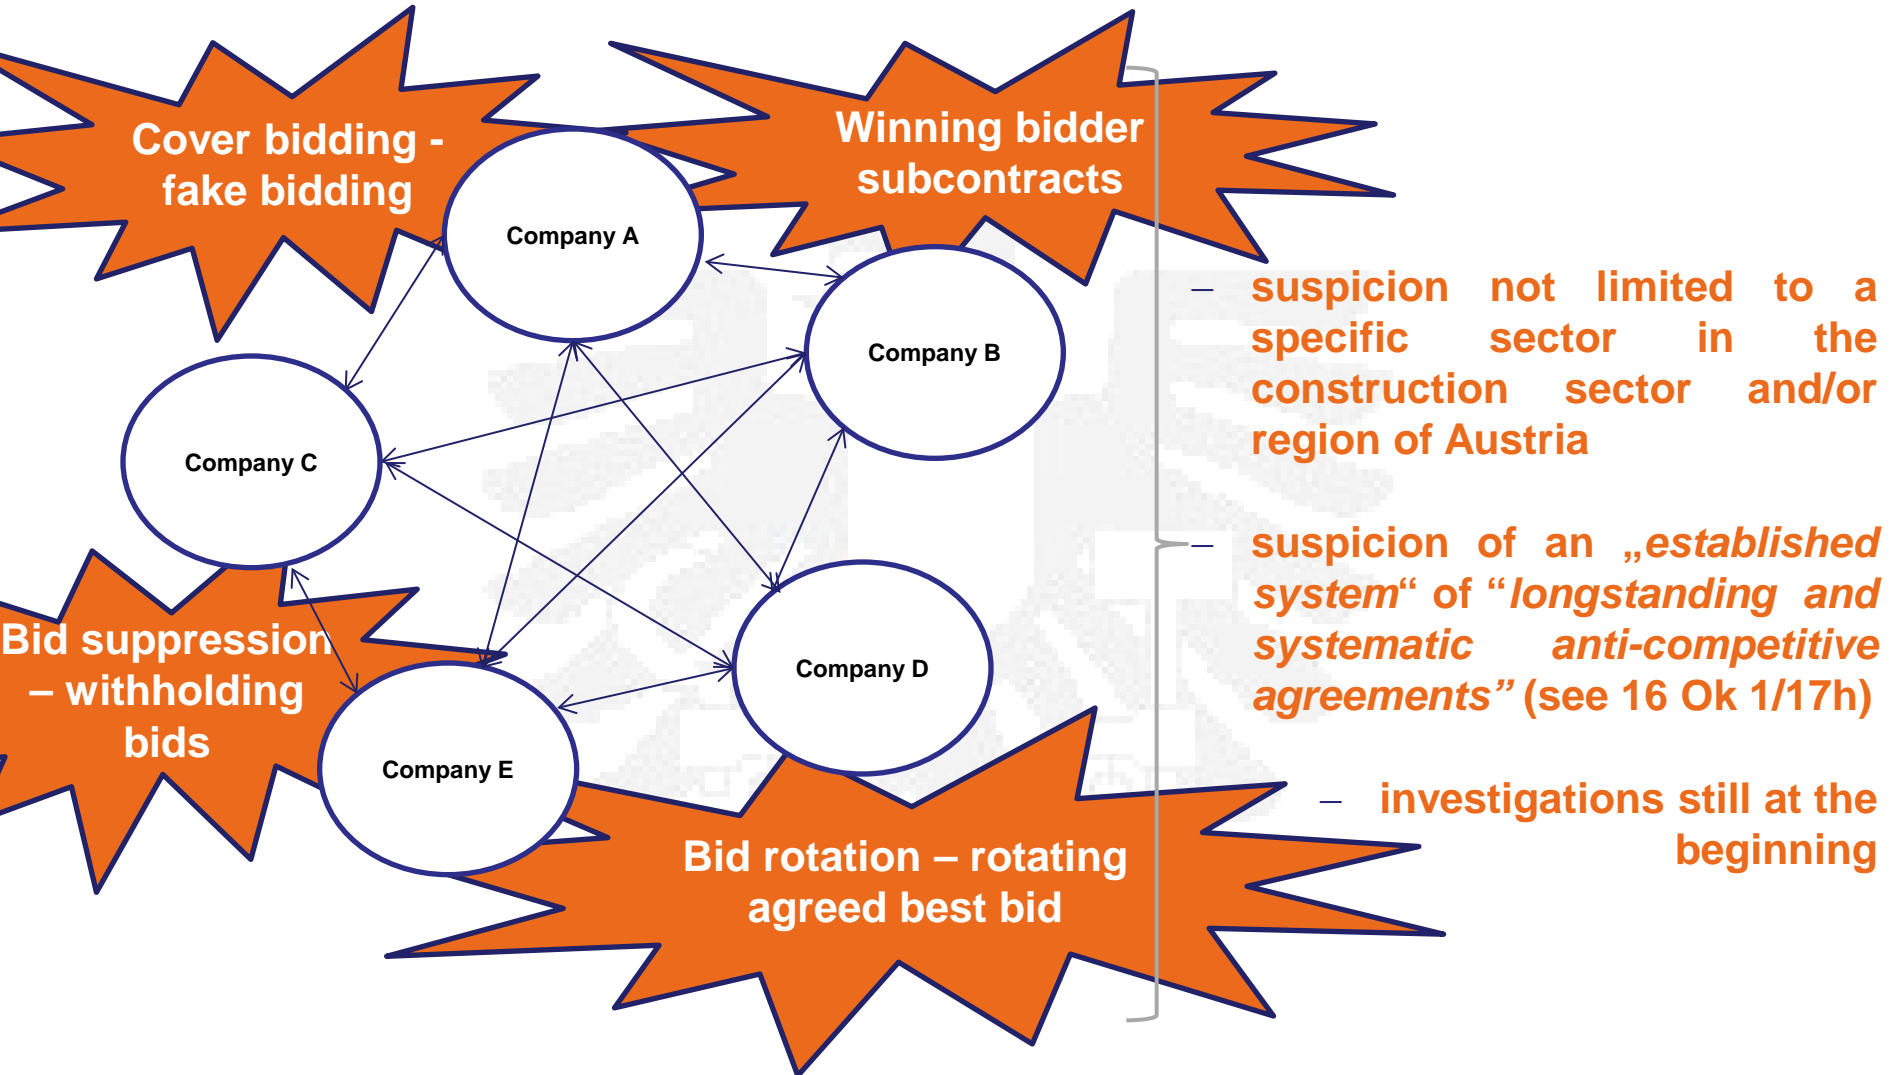 Cover bidding -
fake bidding
Winning bidder
subcontracts
Company A
Company B
Company C
Company D
Company E
Bid suppression
– withholding
bids
Bid rotation – rotating
agreed best bid
– suspicion not limited to a
specific sector in the
construction sector and/or
region of Austria
– suspicion of an „established
system“ of “longstanding and
systematic anti-competitive
agreements” (see 16 Ok 1/17h)
– investigations still at the
beginning